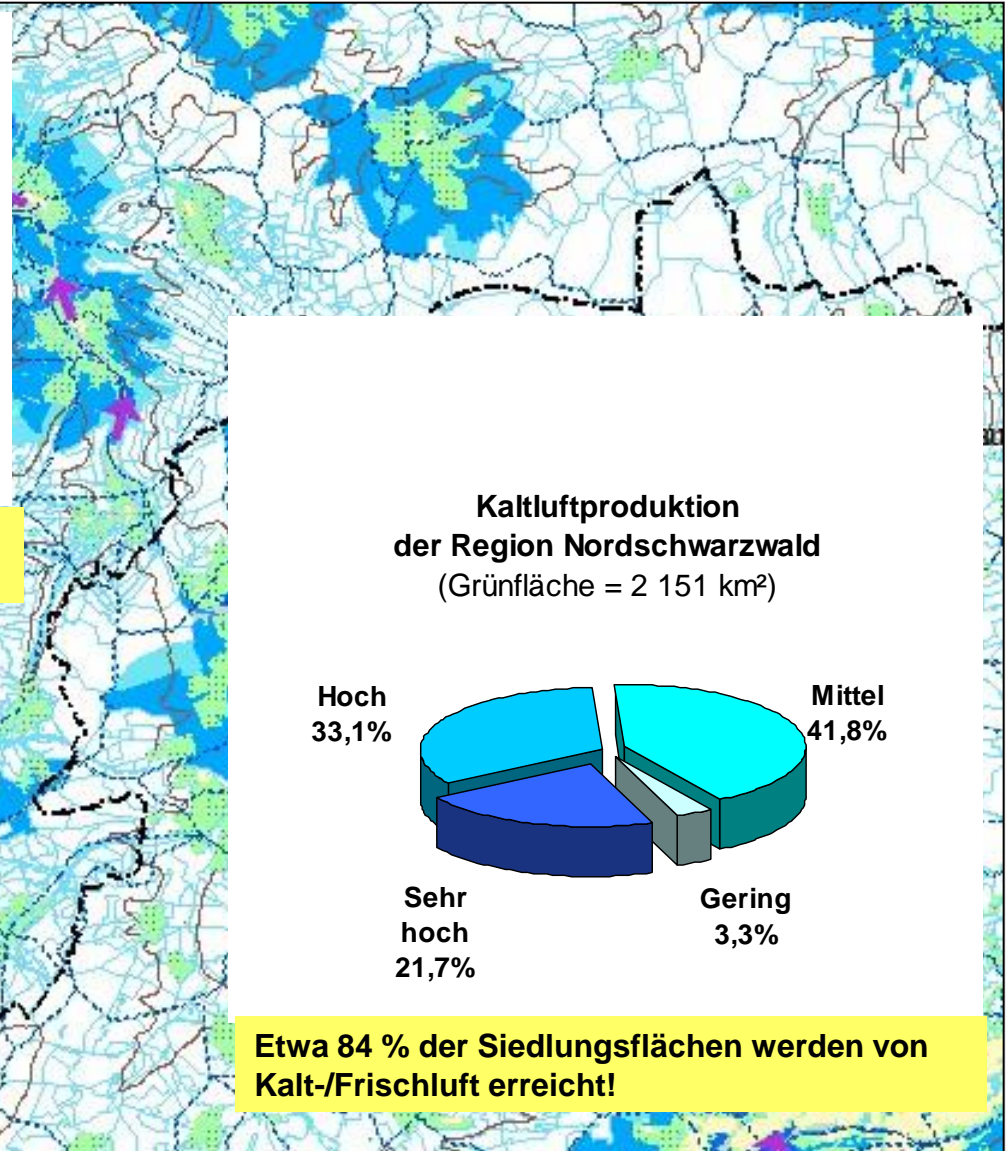 Kaltluftproduktion
der Region Nordschwarzwald
(Grünfläche = 2 151 km²)
Hoch
33,1%
Mittel
41,8%
Sehr
hoch
21,7%
Gering
3,3%
Etwa 84 % der Siedlungsflächen werden von
Kalt-/Frischluft erreicht!